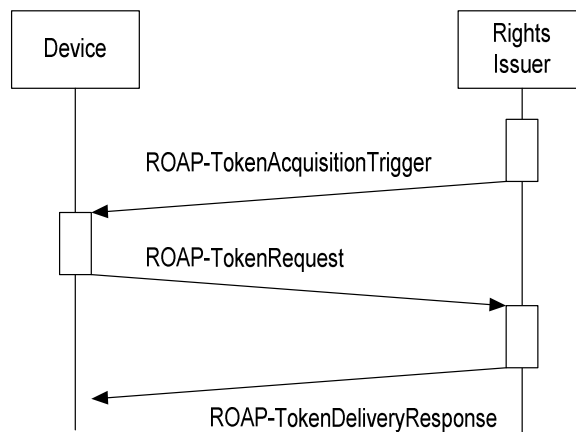 Device
Rights
Issuer
ROAP-TokenAcquisitionTrigger
ROAP-TokenRequest
ROAP-TokenDeliveryResponse